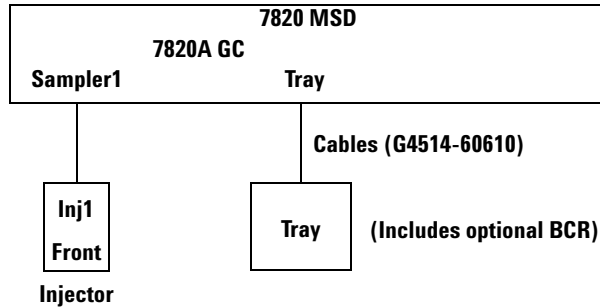 7820 MSD
7820A GC
Sampler1 Tray
Cables (G4514-60610)
Inj1
Front
Tray (Includes optional BCR)
Injector